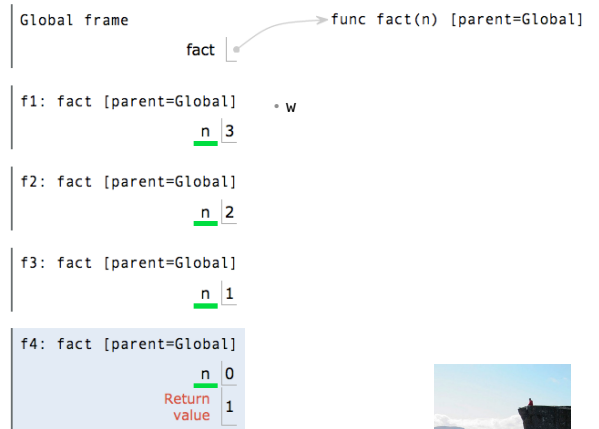 Global frame
func fact(n) [parent=Global]
fact
f1: fact [parent=Global]
• w
n 3
f2: fact [parent=Global]
n 2
f3: fact [parent=Global]
n 1
f4: fact [parent=Global]
n 0
Return
value 1